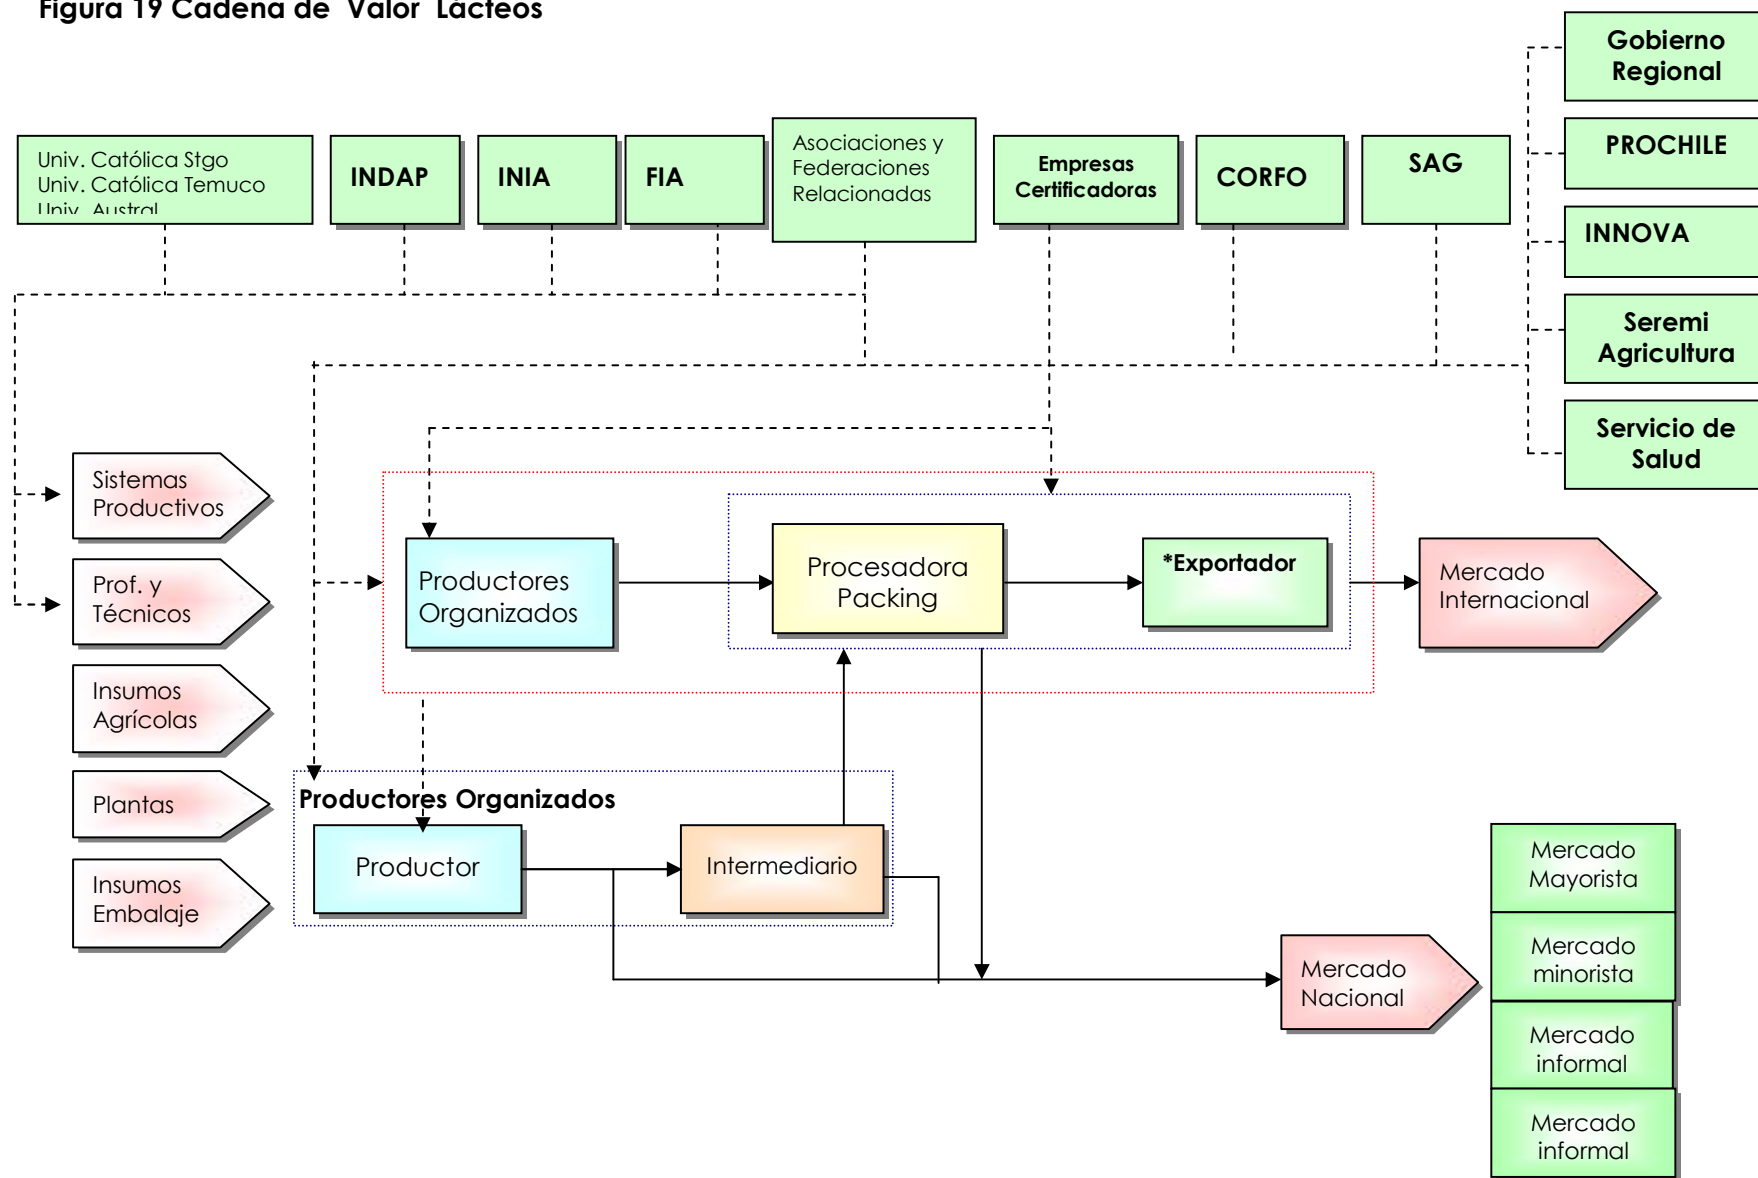 Figura 19 Cadena de Valor Lácteos
Gobierno
Regional
Univ. Católica Stgo
Univ. Católica Temuco
Univ. Austral
INDAP
INIA
FIA
Asociaciones y
Federaciones
Relacionadas
Empresas
Certificadoras
CORFO
SAG
PROCHILE
INNOVA
Seremi
Agricultura
Servicio de
Salud
Sistemas
Productivos
Prof. y
Técnicos
Insumos
Agrícolas
Plantas
Insumos
Embalaje
Productores
Organizados
Procesadora
Packing
*Exportador
Mercado
Internacional
Productores Organizados
Productor
Intermediario
Mercado
Nacional
Mercado
Mayorista
Mercado
minorista
Mercado
informal
Mercado
informal